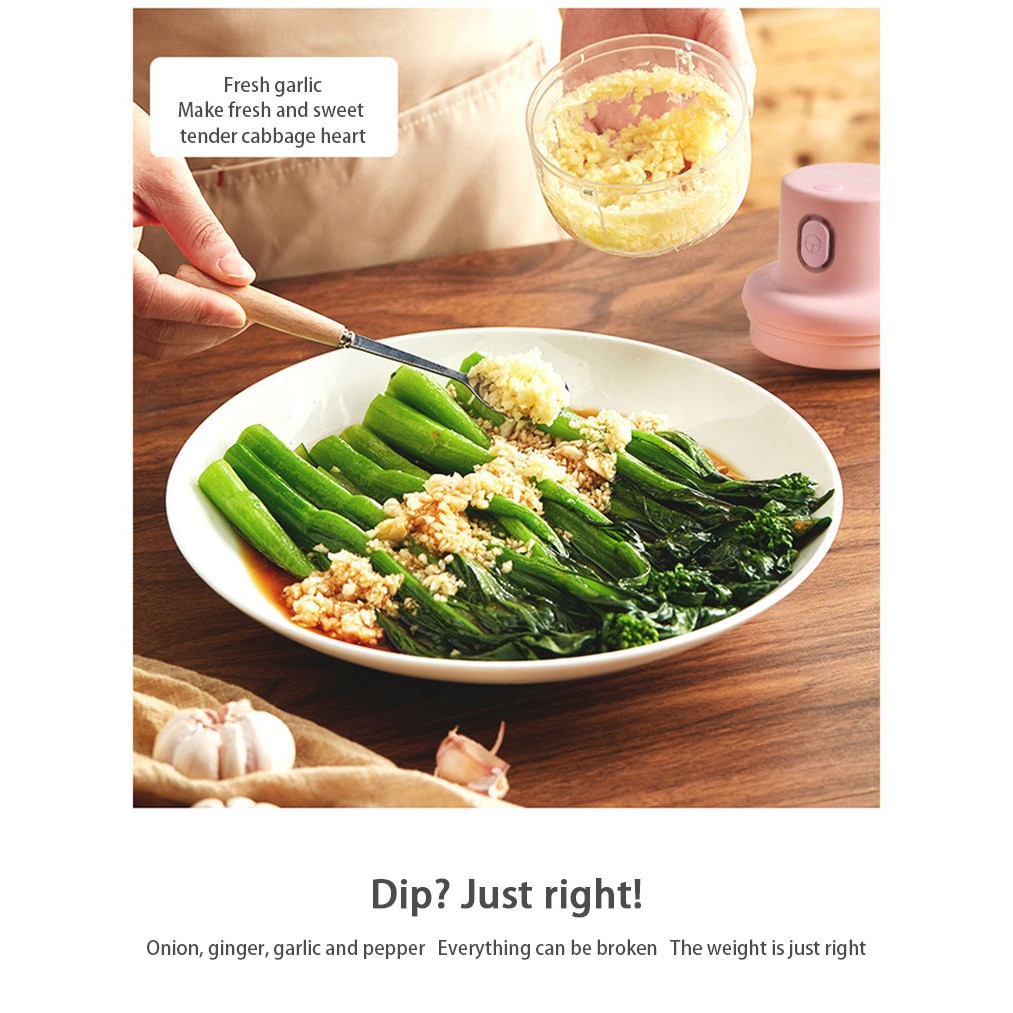 Fresh garlic
Make fresh and sweet
tender cabbage heart
Dip? Just right!
Onion, ginger, garlic and pepper Everything can be broken The weight is just right